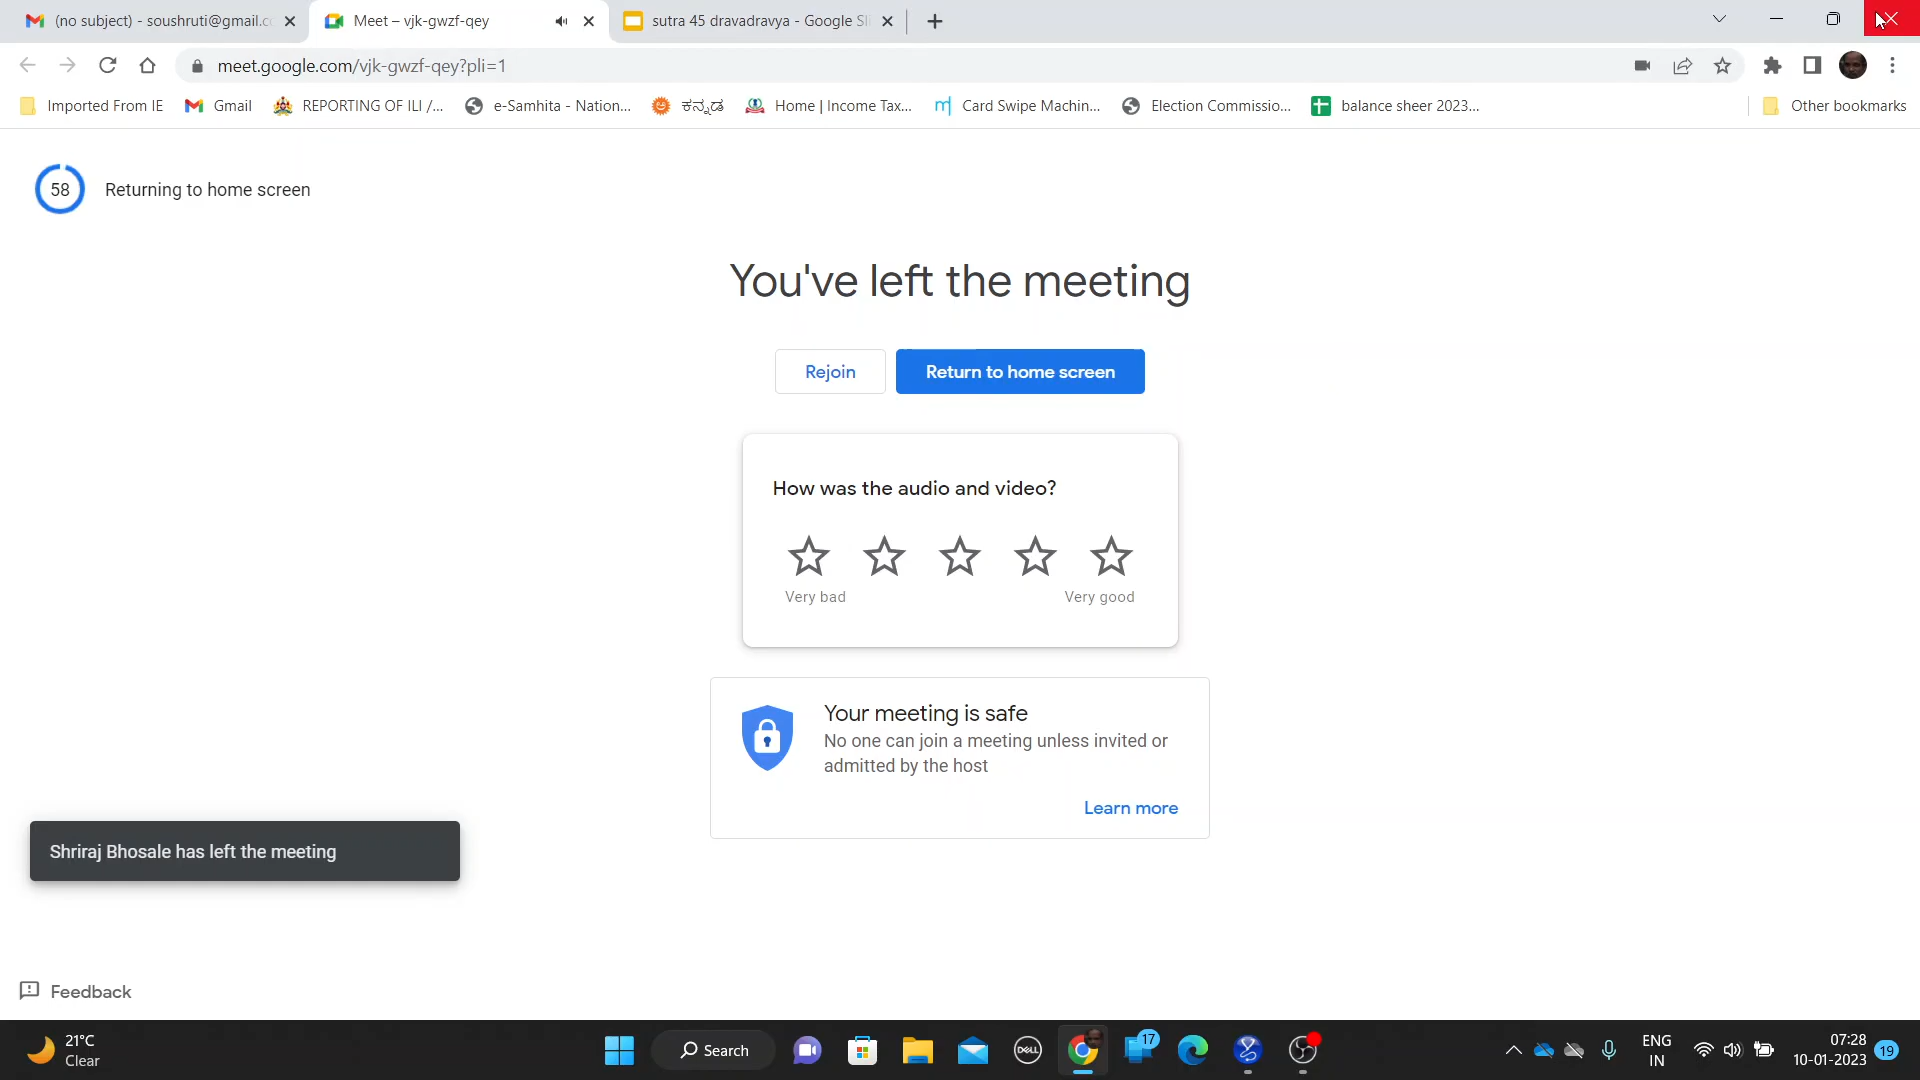 (no subject) - soushruti@gmail.c
Meet – vjk-gwzf-qey
sutra 45 dravadravya - Google Sli
meet.google.com/vjk-gwzf-qey?pli=1
Imported From IE
Gmail
REPORTING OF ILI /...
e-Samhita - Nation...
ಕನ್ನಡ
Home | Income Tax...
Card Swipe Machin...
Election Commissio...
balance sheer 2023...
Other bookmarks
58
Returning to home screen
You've left the meeting
Rejoin
Return to home screen
How was the audio and video?
Very bad
Very good
Your meeting is safe
No one can join a meeting unless invited or
admitted by the host
Learn more
Shriraj Bhosale has left the meeting
Feedback
21°C
Clear
Search
DELL
17
ENG
IN
07:28
10-01-2023
19